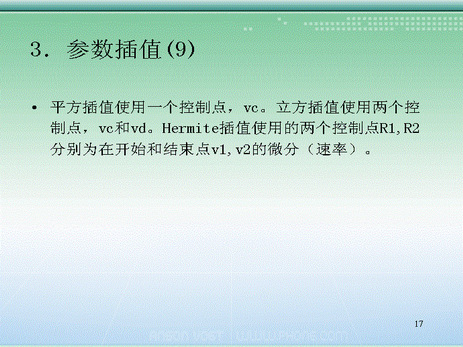 3. 参数插值(9)
• 平方插值使用一个控制点，vc。立方插值使用两个控
制点，vc和vd。Hermite插值使用的两个控制点R1,R2
分别为在开始和结束点v1,v2的微分（速率）。
17